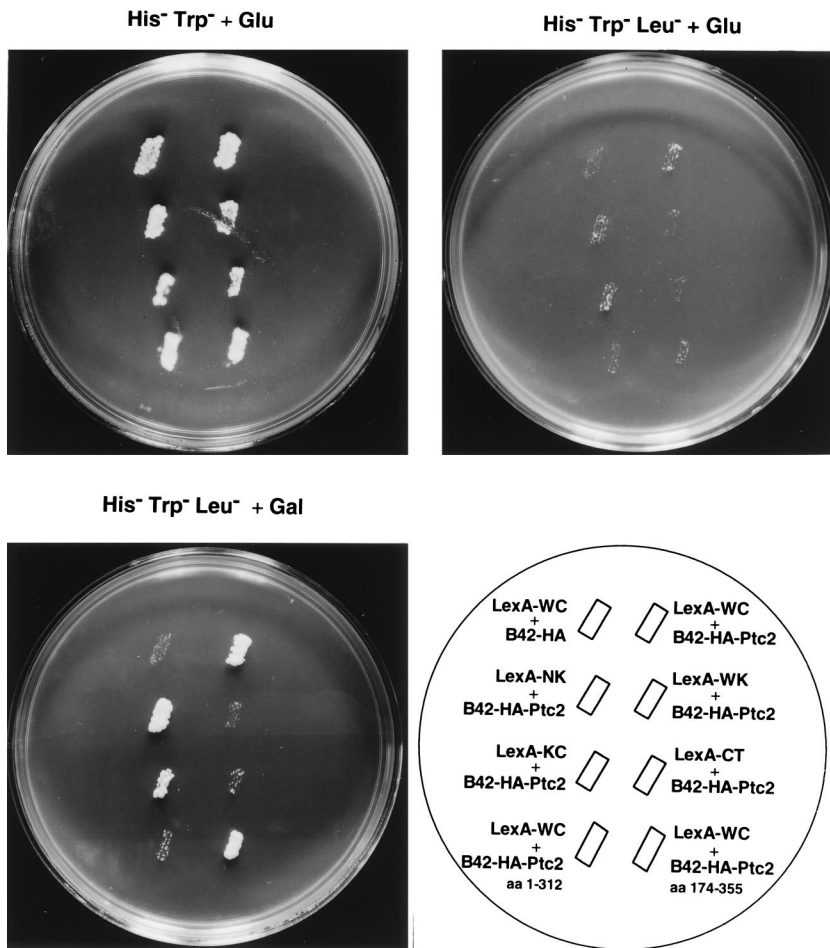 His⁻ Trp⁻ + Glu
His⁻ Trp⁻ Leu⁻ + Glu
His⁻ Trp⁻ Leu⁻ + Gal
LexA-WC
+
B42-HA
LexA-WC
+
B42-HA-Ptc2
LexA-NK
+
B42-HA-Ptc2
LexA-WK
+
B42-HA-Ptc2
LexA-KC
+
B42-HA-Ptc2
LexA-CT
+
B42-HA-Ptc2
LexA-WC
+
B42-HA-Ptc2
aa 1-312
LexA-WC
+
B42-HA-Ptc2
aa 174-355